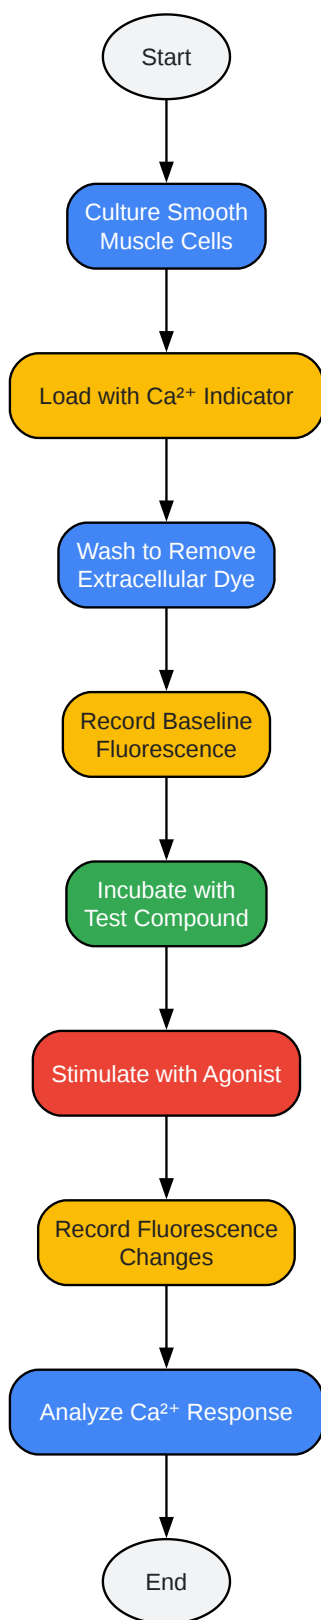 Start
Culture Smooth
Muscle Cells
Load with Ca²⁺ Indicator
Wash to Remove
Extracellular Dye
Record Baseline
Fluorescence
Incubate with
Test Compound
Stimulate with Agonist
Record Fluorescence
Changes
Analyze Ca²⁺ Response
End